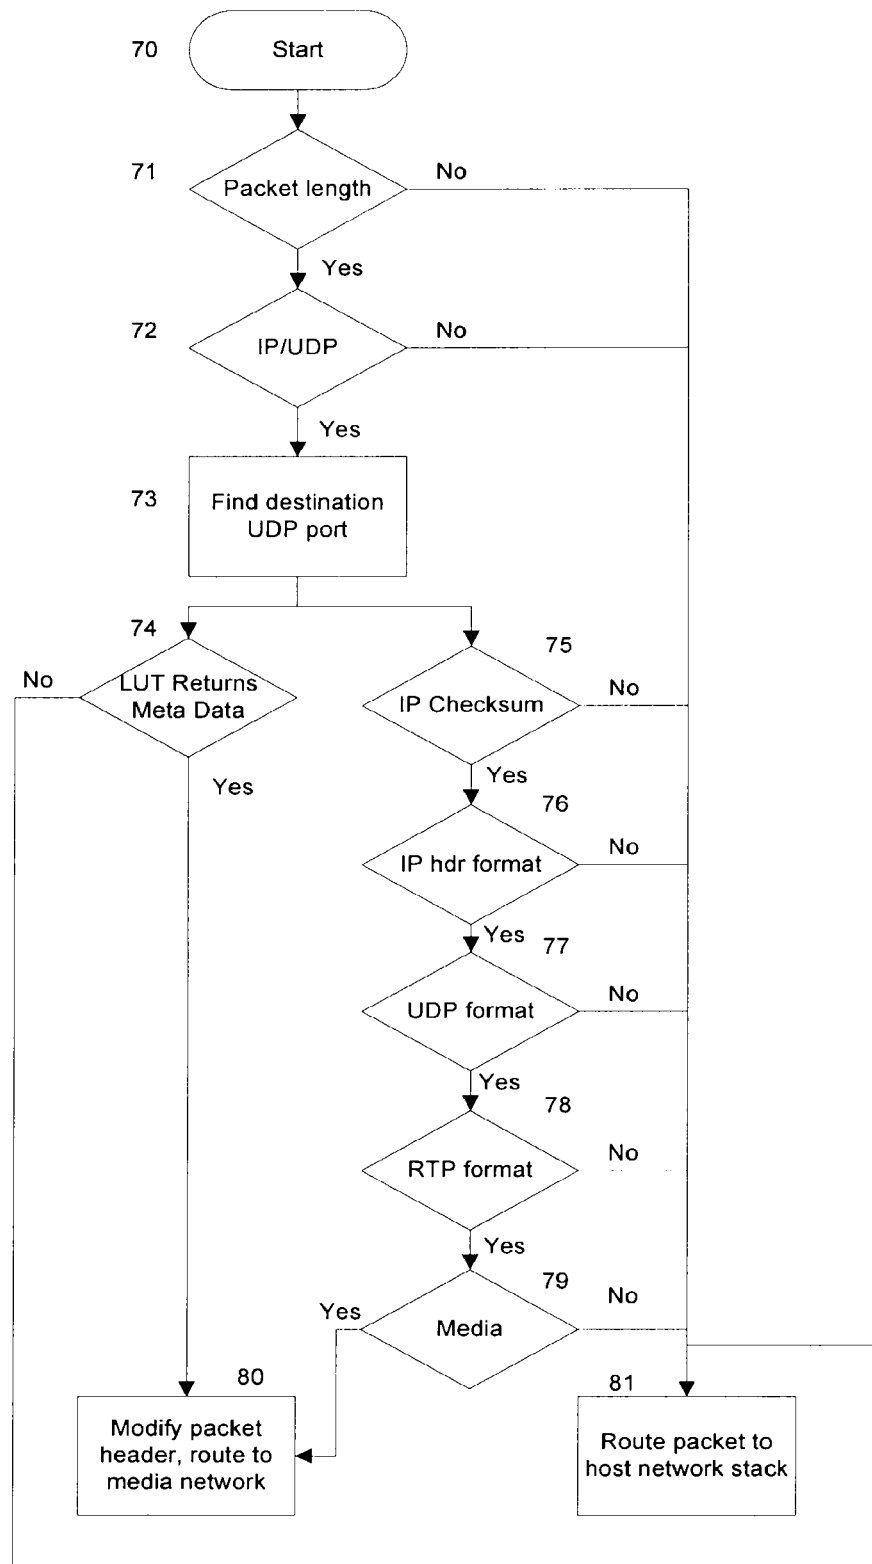 70
Start
71
Packet length
No
Yes
72
IP/UDP
No
Yes
73
Find destination
UDP port
74
75
No
LUT Returns
Meta Data
IP Checksum
No
Yes
Yes
76
IP hdr format
No
Yes
77
UDP format
No
Yes
78
RTP format
No
Yes
79
Yes
Media
No
80
81
Modify packet
header, route to
media network
Route packet to
host network stack